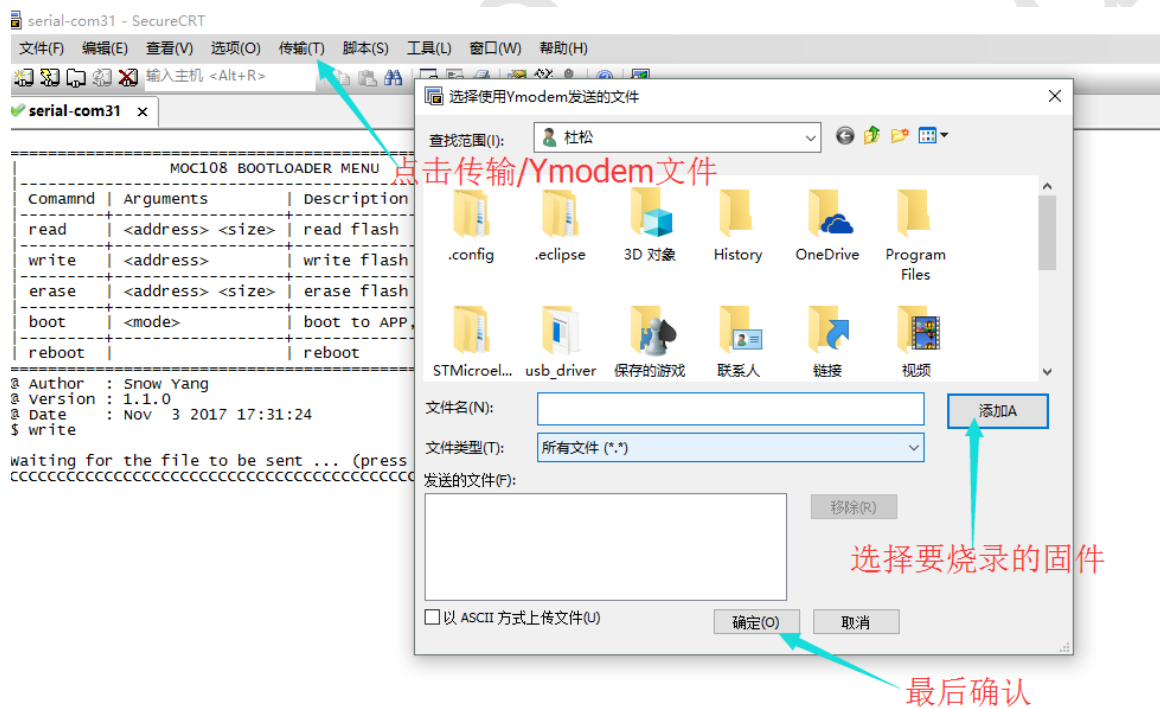 serial-com31 - SecureCRT
文件(F) 编辑(E) 查看(V) 选项(O) 传输(T) 脚本(S) 工具(L) 窗口(W) 帮助(H)
输入主机 <Alt+R>
serial-com31 x
选择使用Ymodem发送的文件
查找范围(I): 杜松
点击传输/Ymodem文件
MOC108 BOOTLOADER MENU
Comamnd | Arguments | Description
read | <address> <size> | read flash
write | <address> | write flash
erase | <address> <size> | erase flash
boot | <mode> | boot to APP,
reboot | | reboot
@ Author : Snow Yang
@ Version : 1.1.0
@ Date : Nov 3 2017 17:31:24
$ write
Waiting for the file to be sent ... (press
CCCCCCCCCCCCCCCCCCCCCCCCCCCCCCCCCCCCCCCCCCCCCCCCCC
.config .eclipse 3D 对象 History OneDrive Program
Files
STMicroel... usb_driver 保存的游戏 联系人 链接 视频
文件名(N): 添加A
文件类型(T): 所有文件 (*.*)
发送的文件(F):
移除(R)
选择要烧录的固件
以 ASCII 方式上传文件(U) 确定(O) 取消
最后确认